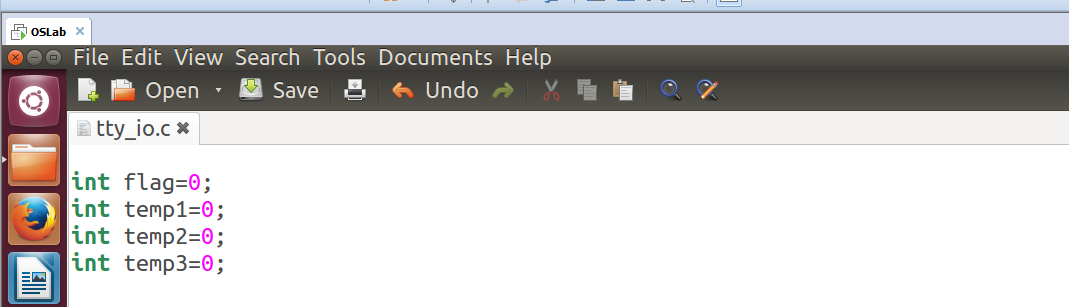 OSLab
File Edit View Search Tools Documents Help
Open Save Undo
tty_io.c
int flag=0;
int temp1=0;
int temp2=0;
int temp3=0;